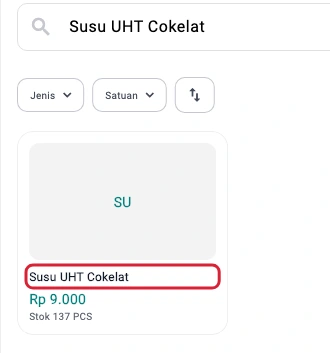 Susu UHT Cokelat
Jenis Satuan
SU
Susu UHT Cokelat
Rp 9.000
Stok 137 PCS